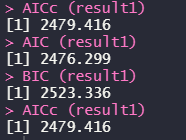 > AICc (result1)
[1] 2479.416
> AIC (result1)
[1] 2476.299
> BIC (result1)
[1] 2523.336
> AICc (result1)
[1] 2479.416